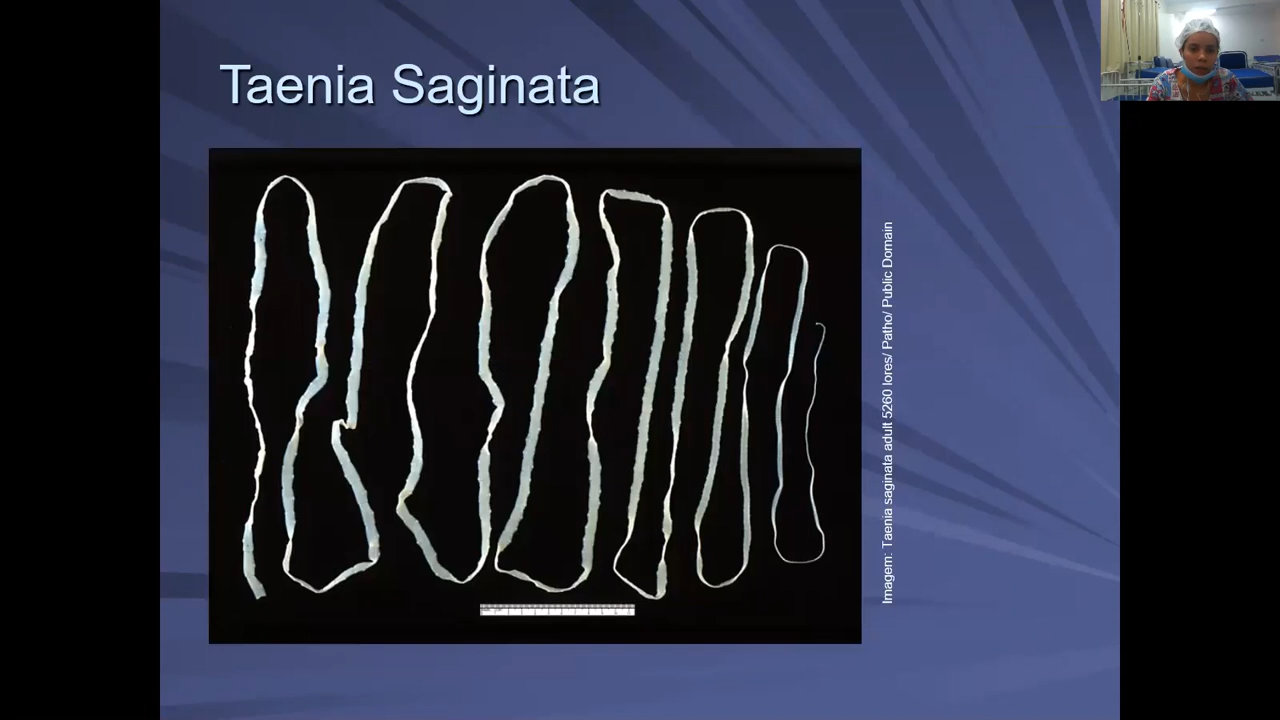 Taenia Saginata
Imagem: Taenia saginata adult 5260 lores/ Patho/ Public Domain